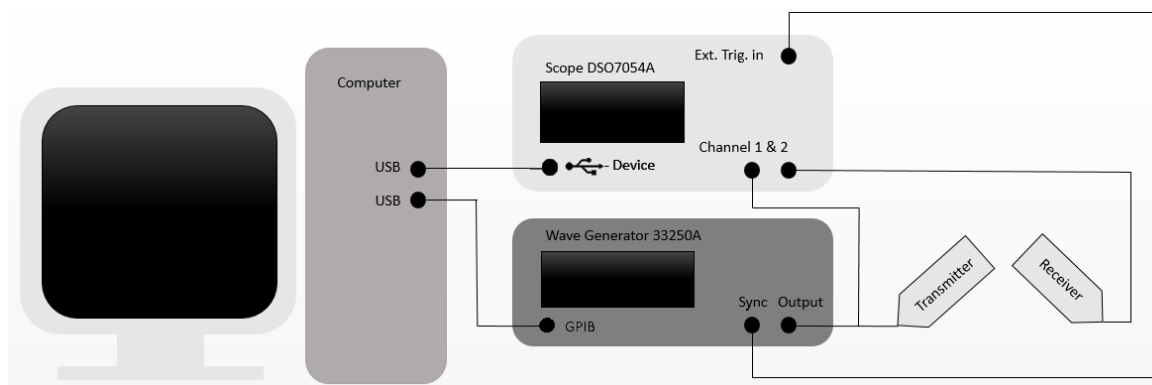 Ext. Trig. in
Scope DSO7054A
Computer
Channel 1 & 2
USB
- Device
USB
Wave Generator 33250A
Transmitter
Receiver
Sync Output
GPIB